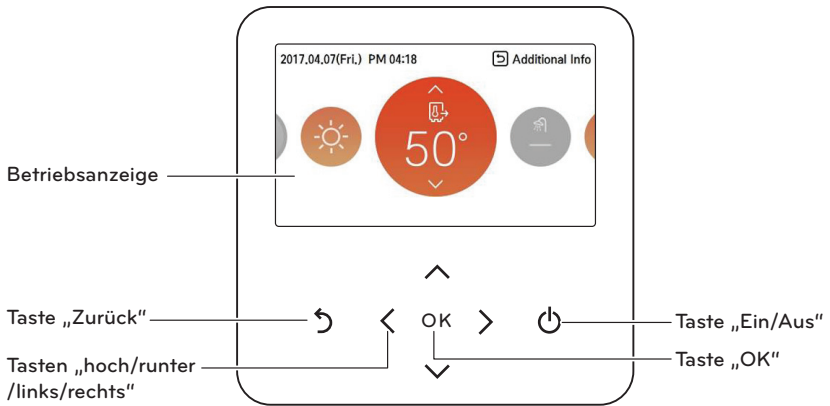 2017.04.07(Fri.) PM 04:18 Additional Info
50°
Betriebsanzeige
OK
Taste „Zurück“
Taste „Ein/Aus“
Tasten „hoch/runter
/links/rechts“
Taste „OK“